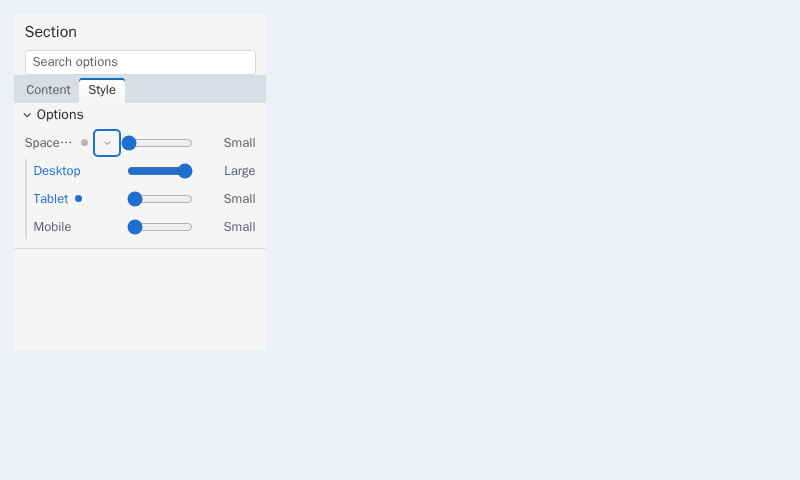 Section
Search options
Content Style
Options
Space··· Small
Desktop Large
Tablet Small
Mobile Small